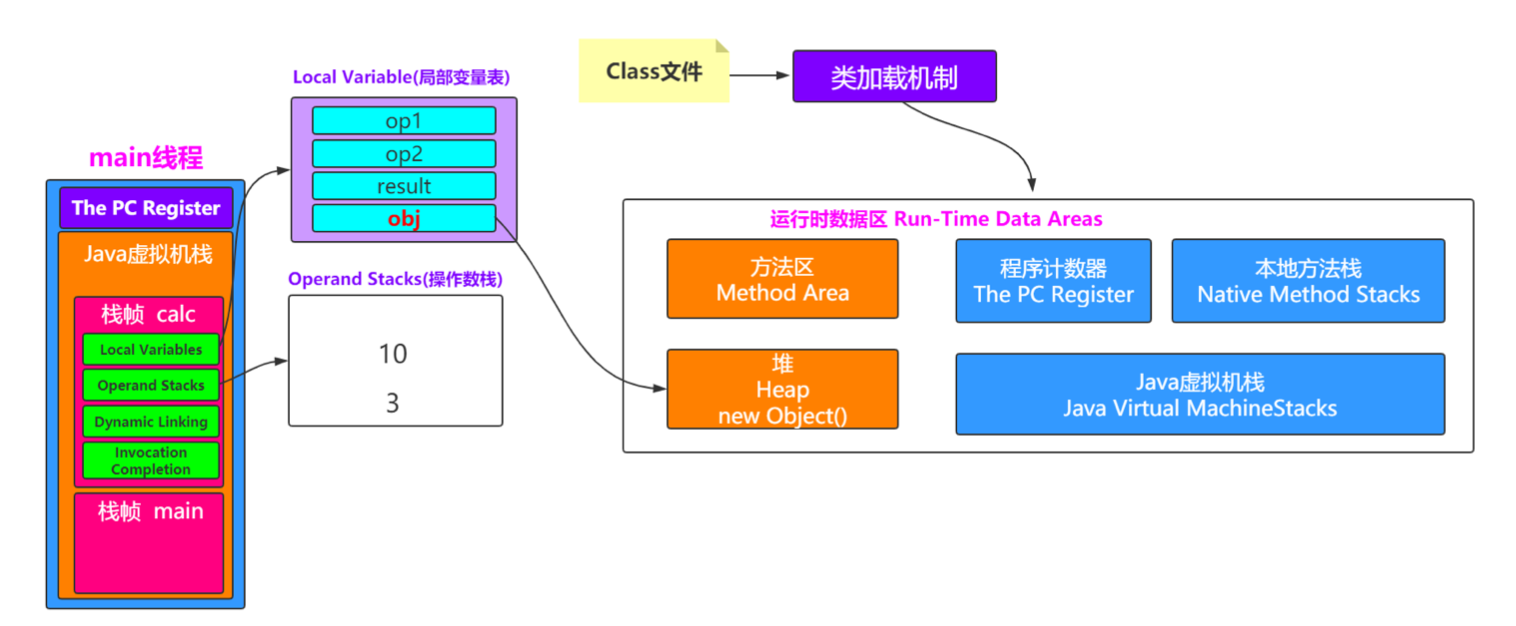 Class文件
类加载机制
Local Variable(局部变量表)
op1
op2
result
obj
main线程
The PC Register
Java虚拟机栈
栈帧 calc
Local Variables
Operand Stacks
Dynamic Linking
Invocation
Completion
栈帧 main
Operand Stacks(操作数栈)
10
3
运行时数据区 Run-Time Data Areas
方法区
Method Area
程序计数器
The PC Register
本地方法栈
Native Method Stacks
堆
Heap
new Object()
Java虚拟机栈
Java Virtual MachineStacks